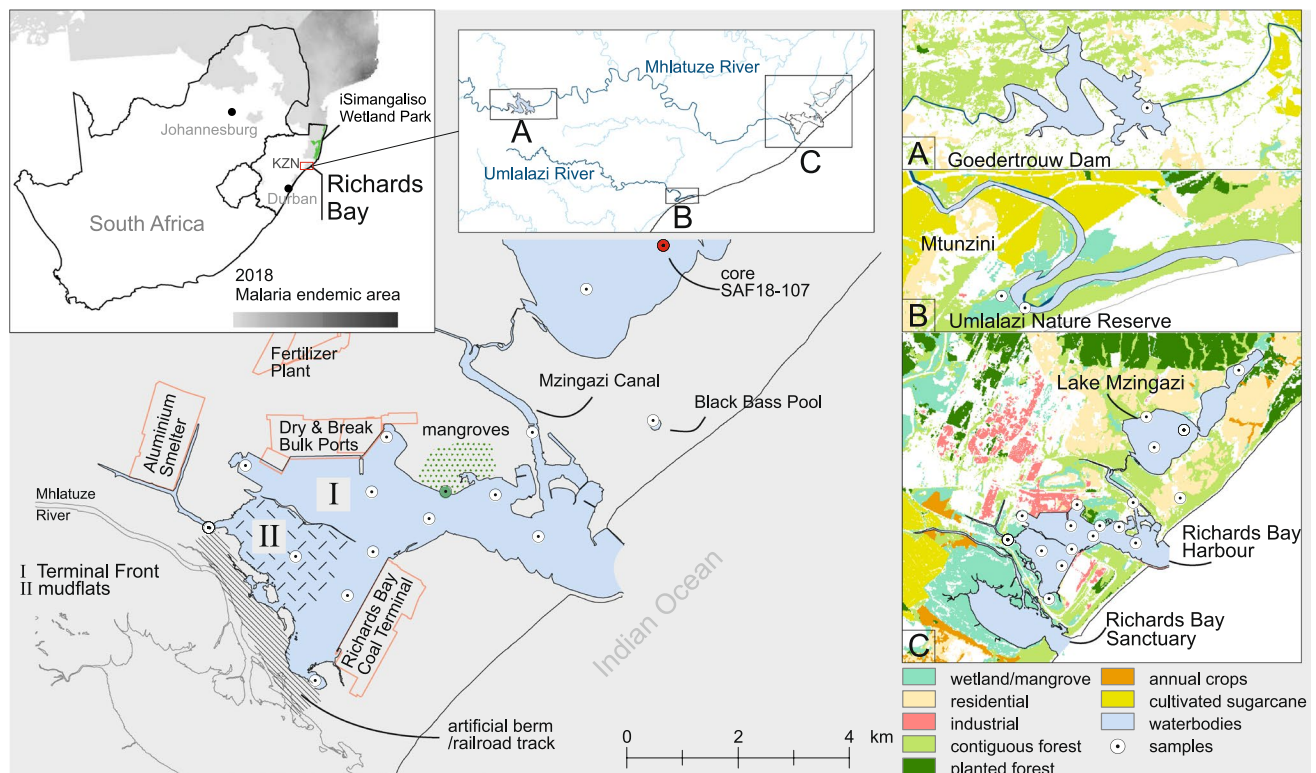 iSimangaliso
Wetland Park
Johannesburg
KZN
Richards
Bay
Durban
South Africa
2018
Malaria endemic area
Mhlatuze River
A
C
Umlalazi River
B
core
SAF18-107
Fertilizer
Plant
Mzingazi Canal
Black Bass Pool
Aluminium
Smelter
Dry & Break
Bulk Ports
mangroves
I
Mhlatuze
River
II
I Terminal Front
II mudflats
Richards Bay
Coal Terminal
Indian Ocean
artificial berm
/railroad track
0 2 4 km
A
Goedertrouw Dam
Mtunzini
B
Umlalazi Nature Reserve
Lake Mzingazi
Richards Bay
Harbour
Richards Bay
Sanctuary
C
wetland/mangrove
residential
industrial
contiguous forest
planted forest
annual crops
cultivated sugarcane
waterbodies
samples